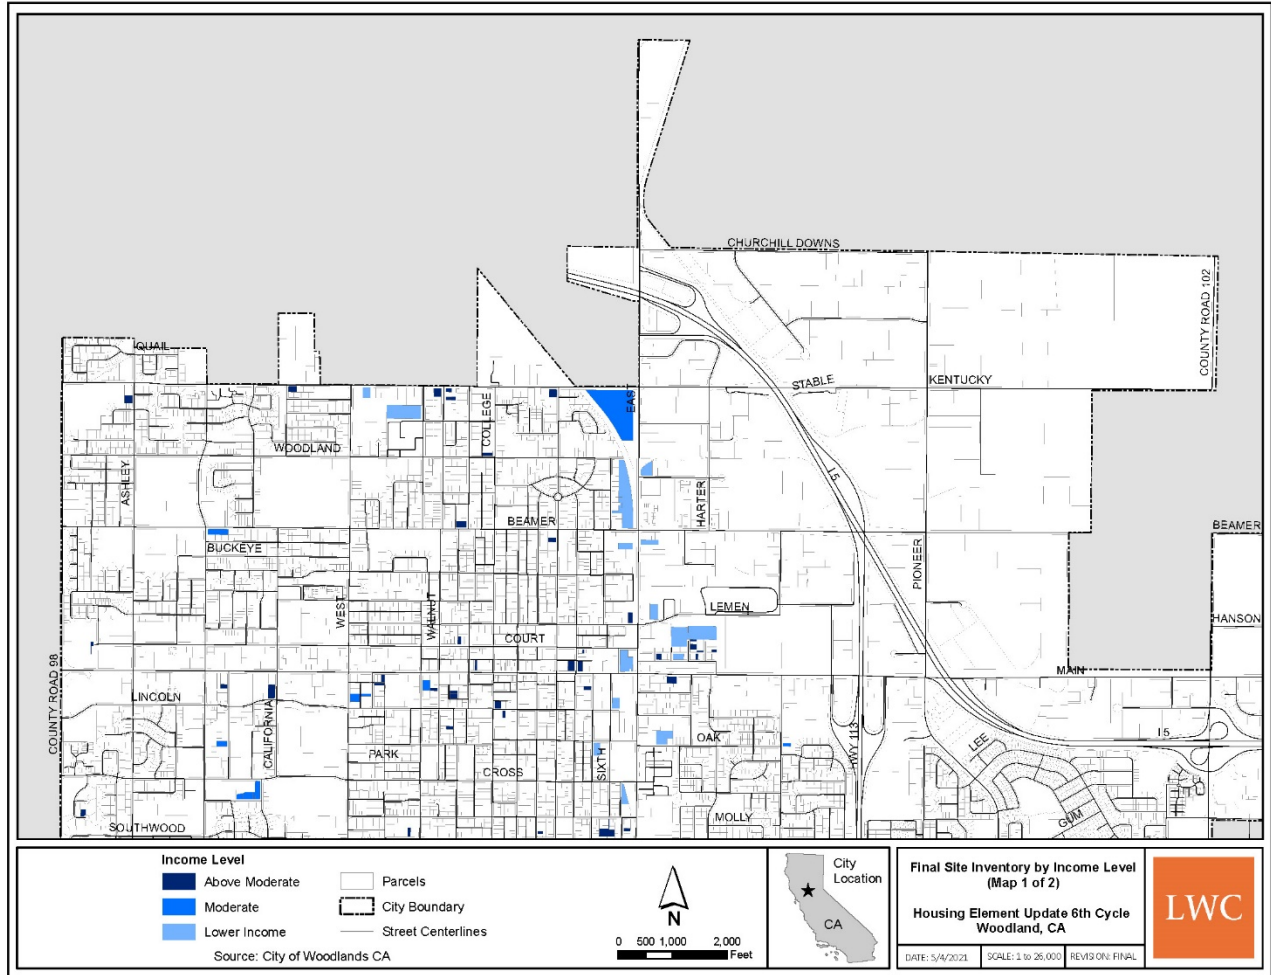 CHURCHILL DOWNS
COUNTY ROAD 102
QUAIL
STABLE
KENTUCKY
EAST
COLLEGE
WOODLAND
ASHLEY
I 5
HARTER
BEAMER
BEAMER
BUCKEYE
PIONEER
WEST
WALNUT
LEMEN
HANSON
COURT
MAIN
COUNTY ROAD 98
LINCOLN
CALIFORNIA
PARK
CROSS
SIXTH
OAK
HWY 113
LEE
I 5
GUM
MOLLY
SOUTHWOOD
Income Level
Above Moderate
Moderate
Lower Income
Parcels
City Boundary
Street Centerlines
Source: City of Woodlands CA
N
0 500 1,000 2,000
Feet
City
Location
CA
Final Site Inventory by Income Level
(Map 1 of 2)
Housing Element Update 6th Cycle
Woodland, CA
DATE: 5/4/2021 SCALE: 1 to 26,000 REVISION: FINAL
LWC